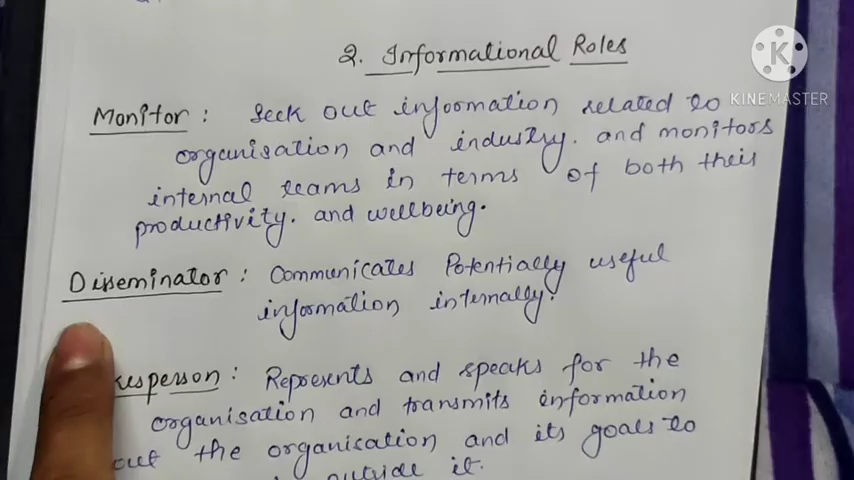 2. Informational Roles
KINEMASTER
Monitor : Seek out information related to
organisation and industry. and monitors
internal teams in terms of both their
productivity. and wellbeing.
Disseminator : Communicates Potentially useful
information internally.
: Represents and speaks for the
organisation and transmits information
the organisation and its goals to
outside it.